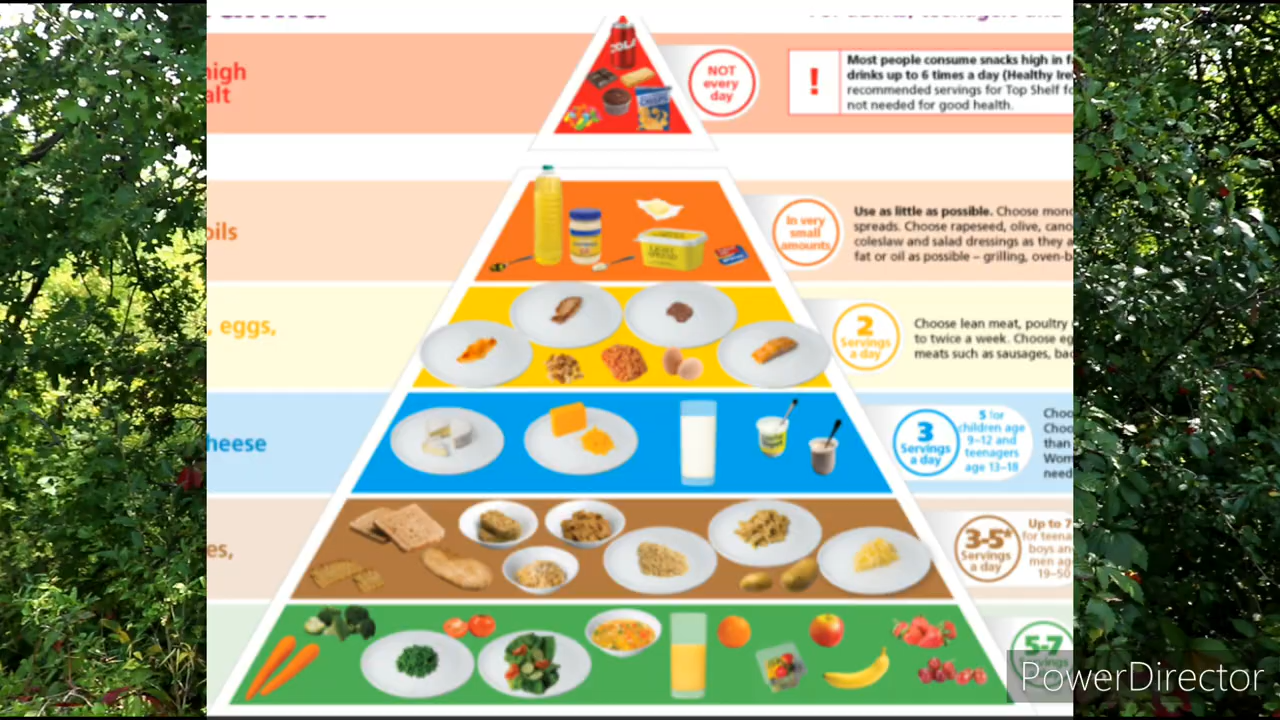 COLA
CRISPS
NOT
every
day
!
Most people consume snacks high in fa
drinks up to 6 times a day (Healthy Ire
recommended servings for Top Shelf fo
not needed for good health.
high
alt
oils
In very
small
amounts
Use as little as possible. Choose mono
spreads. Choose rapeseed, olive, cano
coleslaw and salad dressings as they a
fat or oil as possible – grilling, oven-b
, eggs,
2
Servings
a day
Choose lean meat, poultry
to twice a week. Choose eg
meats such as sausages, bac
heese
3
Servings
a day
5 for
children age
9–12 and
teenagers
age 13–18
Choo
Choo
than
Wom
need
es,
3-5*
Servings
a day
Up to 7
for teena
boys an
men ag
19–50
5-7
PowerDirector